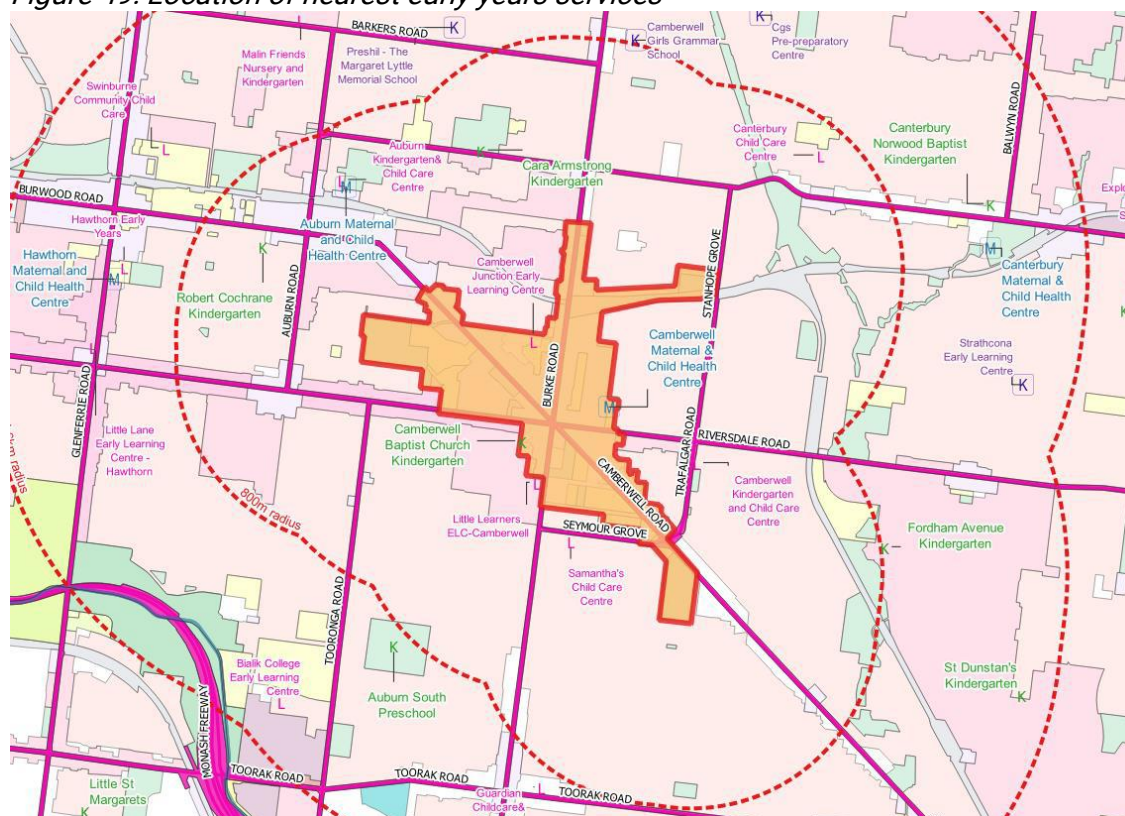 Figure 49: Location of nearest early years services
BARKERS ROAD
K
Camberwell
Girls Grammar
School
K
K
Cgs
Pre-preparatory
Centre
Malin Friends
Nursery and
Kindergarten
Preshil - The
Margaret Lyttle
Memorial School
Swinburne
Community Child
Care
L
Auburn
Kindergarten&
Child Care
Centre
K
Cara Armstrong
Kindergarten
Canterbury
Child Care
Centre
L
Canterbury
Norwood Baptist
Kindergarten
K
BALWYN ROAD
BURWOOD ROAD
L
M
Hawthorn Early
Years
L
Auburn Maternal
and Child
Health Centre
K
Hawthorn
Maternal and
Child Health
Centre
M
Robert Cochrane
Kindergarten
AUBURN ROAD
Camberwell
Junction Early
Learning Centre
L
STANHOPE GROVE
M
Canterbury
Maternal &
Child Health
Centre
Camberwell
Maternal &
Child Health
Centre
M
BURKE ROAD
Strathcona
Early Learning
Centre
K
GLENFERRIE ROAD
L
Little Lane
Early Learning
Centre -
Hawthorn
Camberwell
Baptist Church
Kindergarten
K
RIVERSDALE ROAD
TRAFALGAR ROAD
CAMBERWELL ROAD
Camberwell
Kindergarten
and Child Care
Centre
radius
800m radius
L
Little Learners
ELC-Camberwell
SEYMOUR GROVE
L
Samantha's
Child Care
Centre
Fordham Avenue
Kindergarten
K
TOORONGA ROAD
K
Auburn South
Preschool
Bialik College
Early Learning
Centre
L
St Dunstan's
Kindergarten
K
MONASH FREEWAY
TOORAK ROAD
TOORAK ROAD
TOORAK ROAD
Little St
Margarets
K
Guardian
Childcare&
L